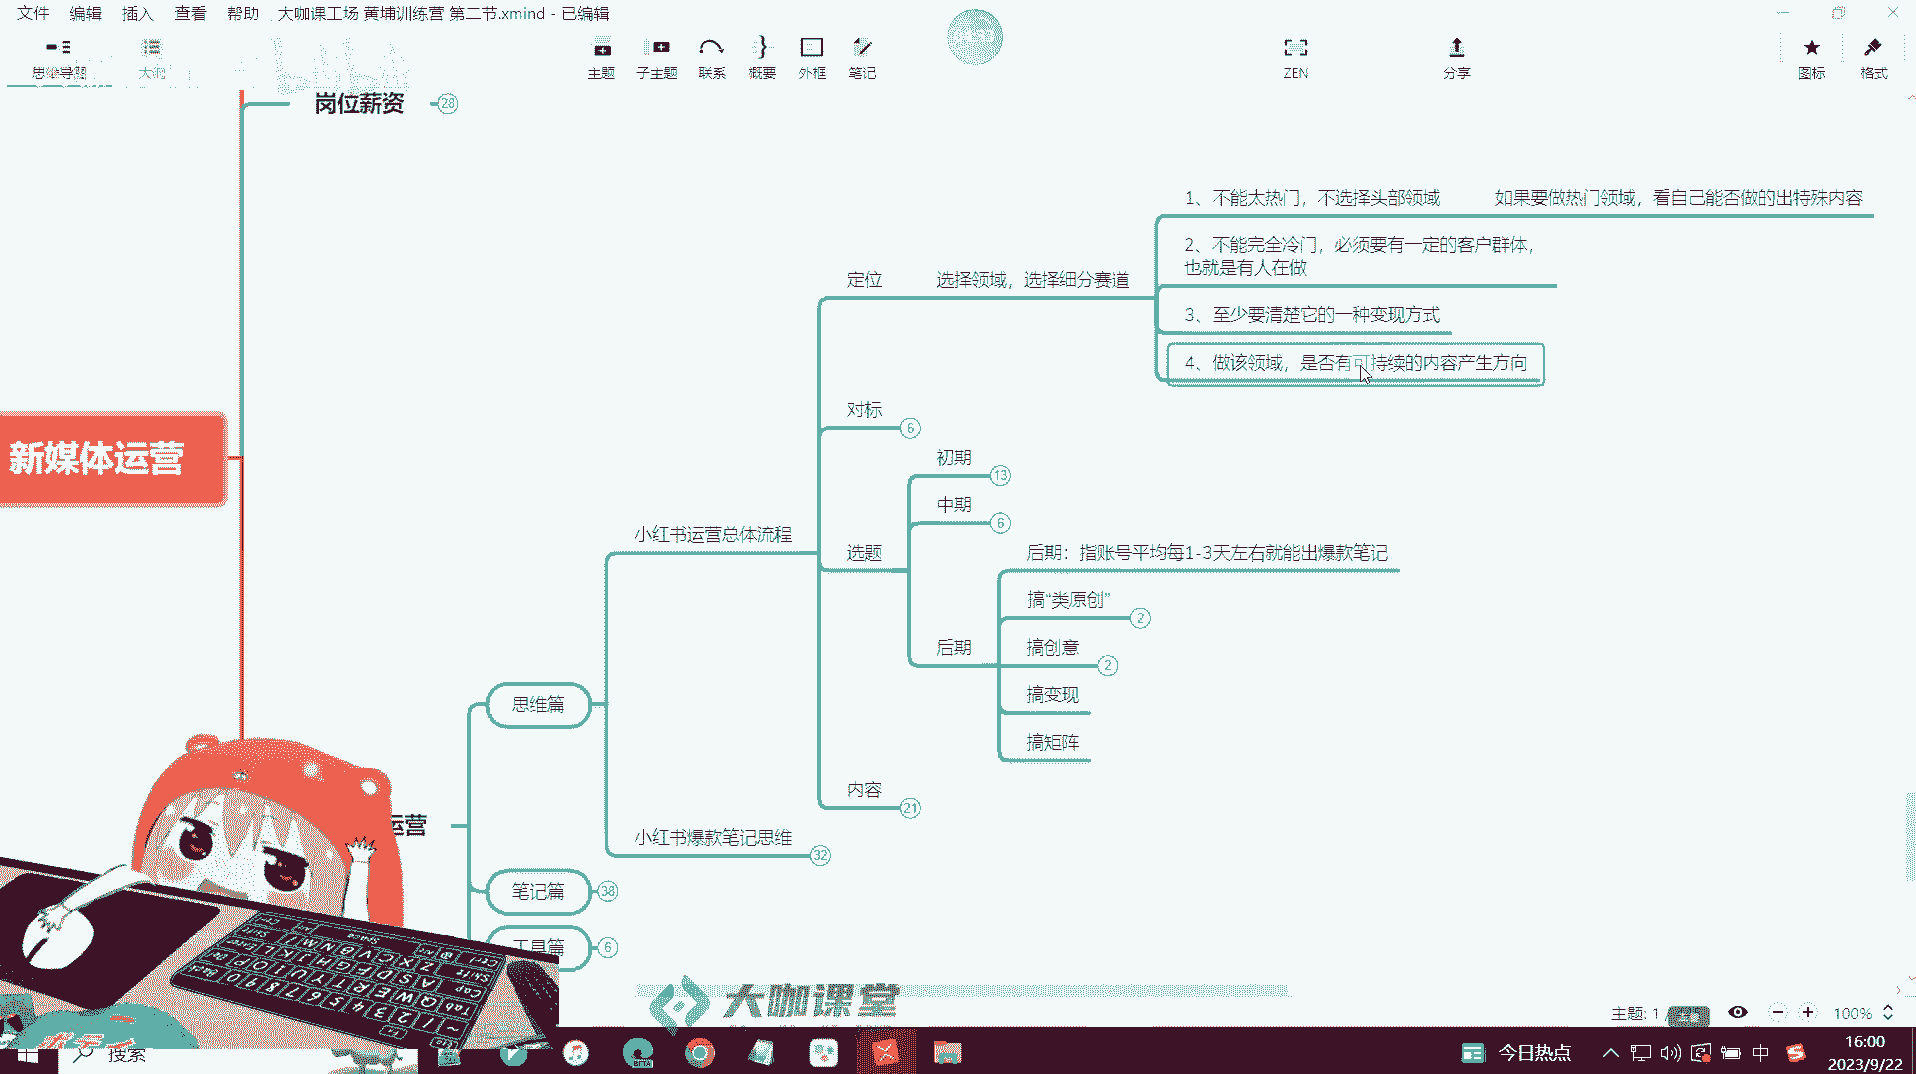 文件 编辑 插入 查看 帮助 大咖课工场 黄埔训练营 第二节.xmind - 已编辑
思维导图 大纲 主题 子主题 联系 概要 外框 笔记 ZEN 分享 图标 格式
岗位薪资 28
1、不能太热门，不选择头部领域 如果要做热门领域，看自己能否做的出特殊内容
2、不能完全冷门，必须要有一定的客户群体，
也就是有人在做
定位 选择领域，选择细分赛道
3、至少要清楚它的一种变现方式
4、做该领域，是否有可持续的内容产生方向
对标 6
新媒体运营
初期 13
中期 6
小红书运营总体流程
选题
后期：指账号平均每1-3天左右就能出爆款笔记
搞“类原创” 2
后期
搞创意 2
搞变现
思维篇
搞矩阵
内容 21
运营
小红书爆款笔记思维 32
笔记篇 38
工具篇 6
大咖课堂
主题: 1 / 100%
搜索
BETA
今日热点
中
16:00
2023/9/22